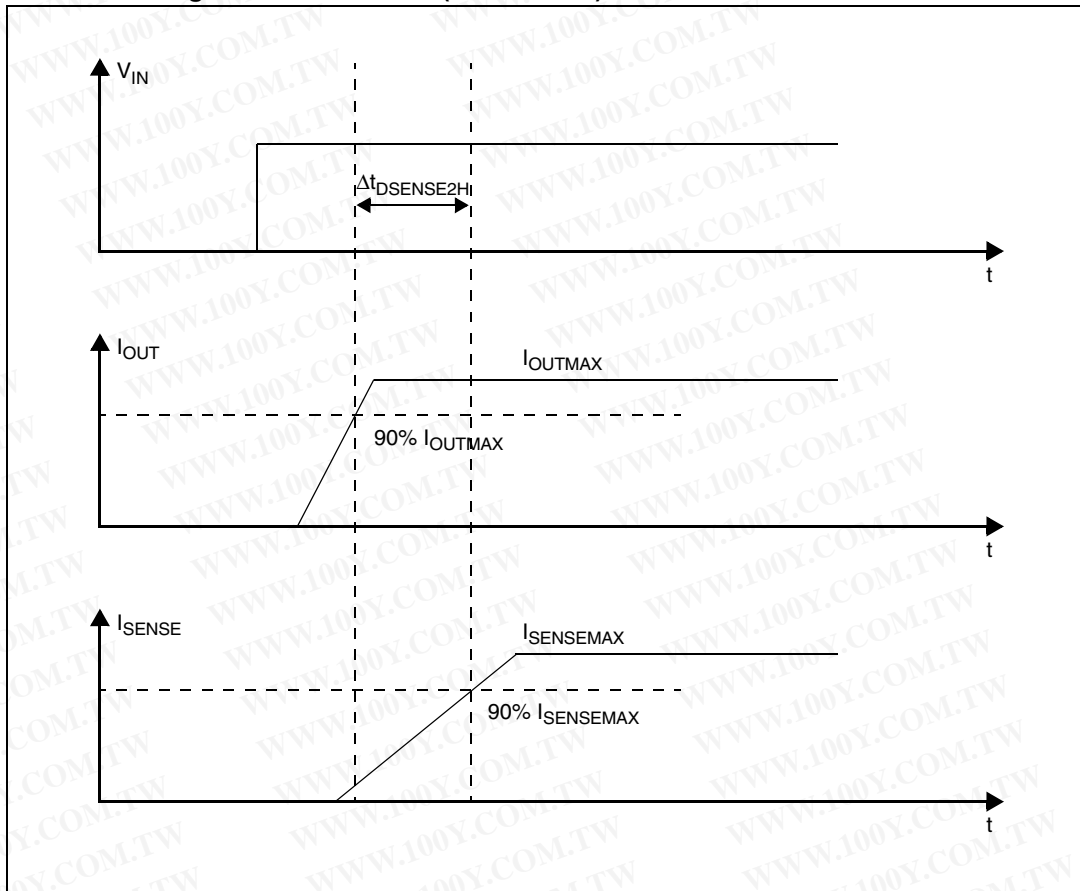 V_IN
Δt_DSENSE2H
t
I_OUT
I_OUTMAX
90% I_OUTMAX
t
I_SENSE
I_SENSEMAX
90% I_SENSEMAX
t
WWW.100Y.COM.TW